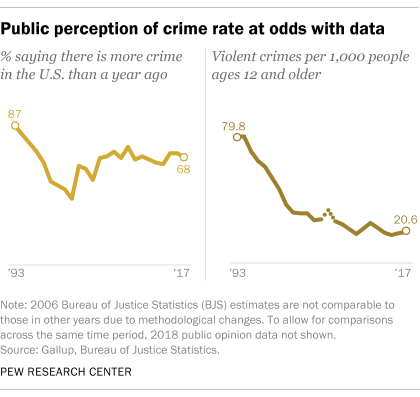 Public perception of crime rate at odds with data
% saying there is more crime
in the U.S. than a year ago
87
68
'93
'17
Violent crimes per 1,000 people
ages 12 and older
79.8
20.6
'93
'17
Note: 2006 Bureau of Justice Statistics (BJS) estimates are not comparable to
those in other years due to methodological changes. To allow for comparisons
across the same time period, 2018 public opinion data not shown.
Source: Gallup, Bureau of Justice Statistics.
PEW RESEARCH CENTER